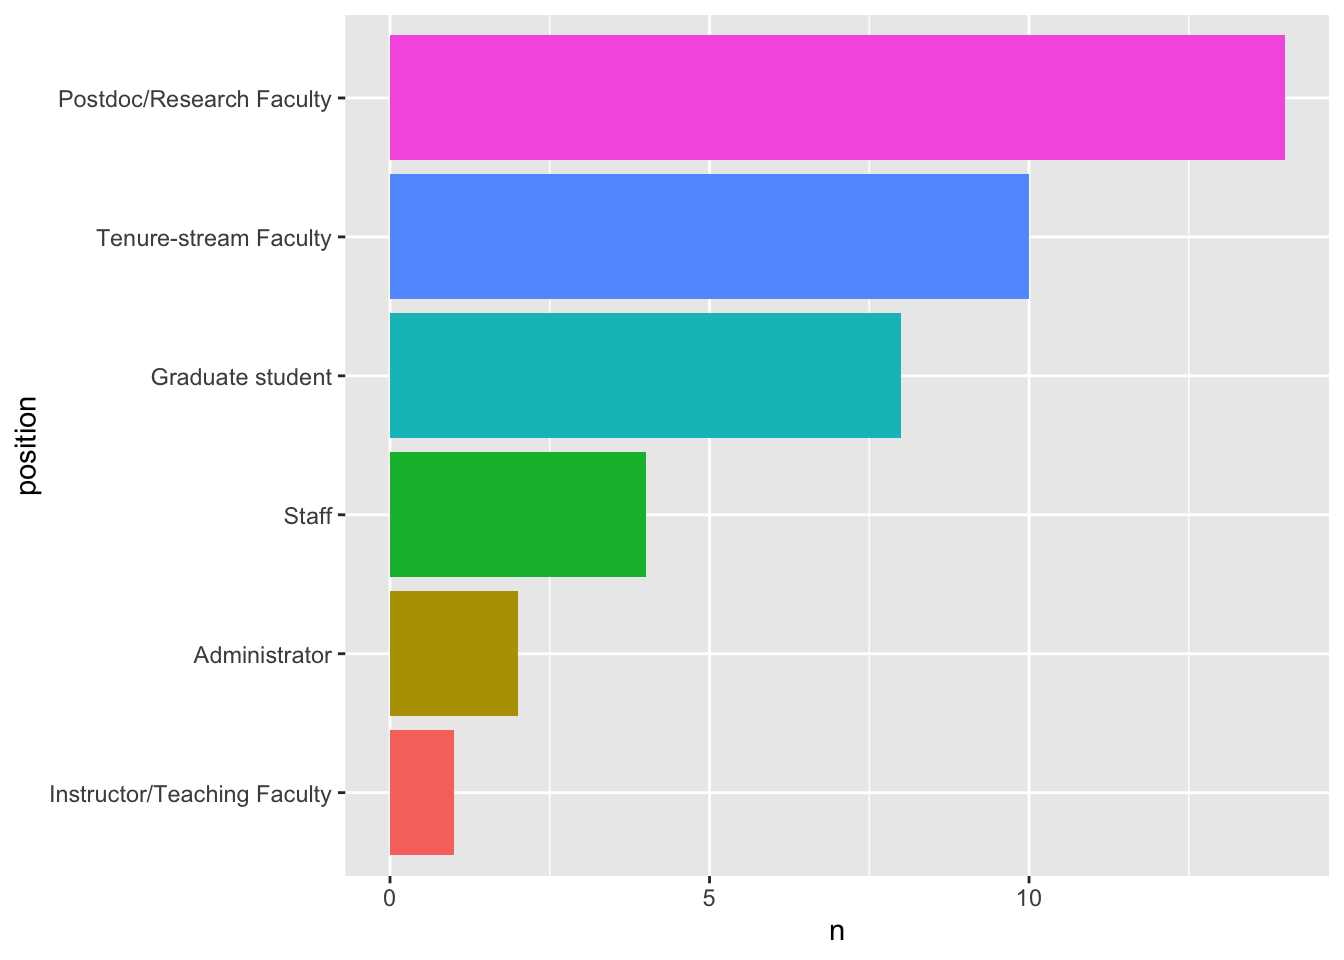 position
Postdoc/Research Faculty
Tenure-stream Faculty
Graduate student
Staff
Administrator
Instructor/Teaching Faculty
0 5 10
n